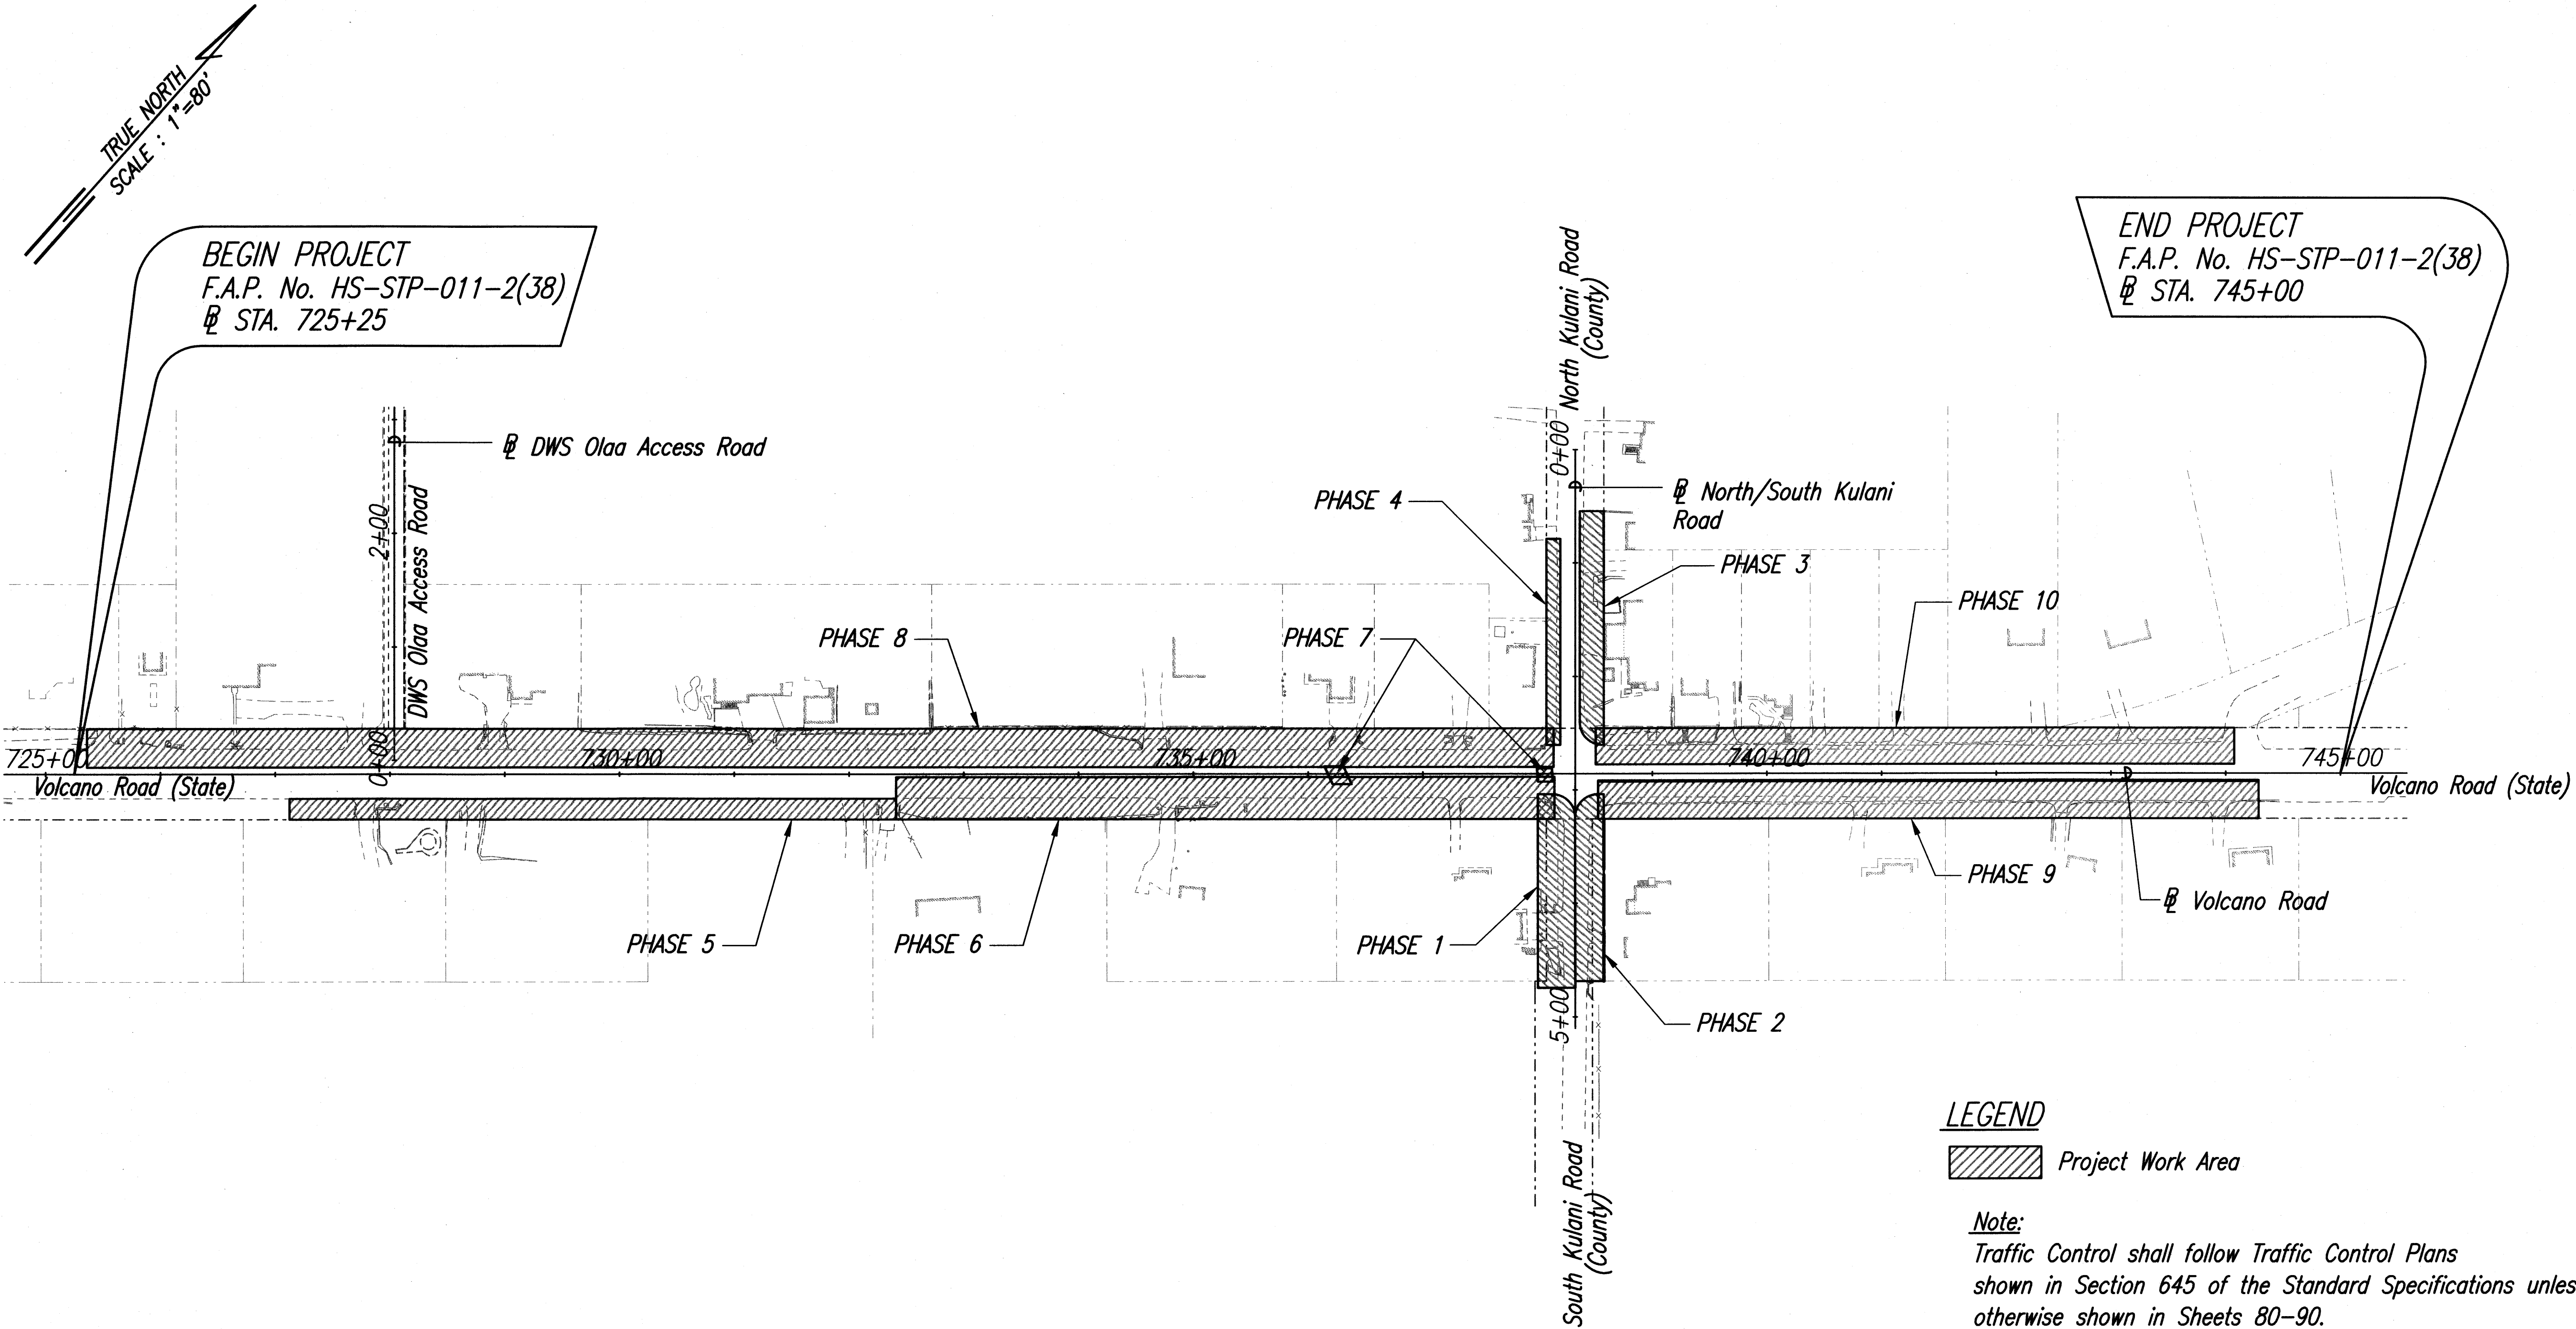 TRUE NORTH
SCALE : 1"=80'
BEGIN PROJECT
F.A.P. No. HS-STP-011-2(38)
BL STA. 725+25
END PROJECT
F.A.P. No. HS-STP-011-2(38)
BL STA. 745+00
North Kulani Road
(County)
BL DWS Olaa Access Road
DWS Olaa Access Road
2+00
0+00
0+00
BL North/South Kulani
Road
PHASE 4
PHASE 3
PHASE 10
PHASE 8
PHASE 7
725+00
730+00
735+00
740+00
745+00
Volcano Road (State)
Volcano Road (State)
PHASE 9
BL Volcano Road
PHASE 5
PHASE 6
PHASE 1
PHASE 2
5+00
South Kulani Road
(County)
LEGEND
Project Work Area
Note:
Traffic Control shall follow Traffic Control Plans
shown in Section 645 of the Standard Specifications unles
otherwise shown in Sheets 80-90.